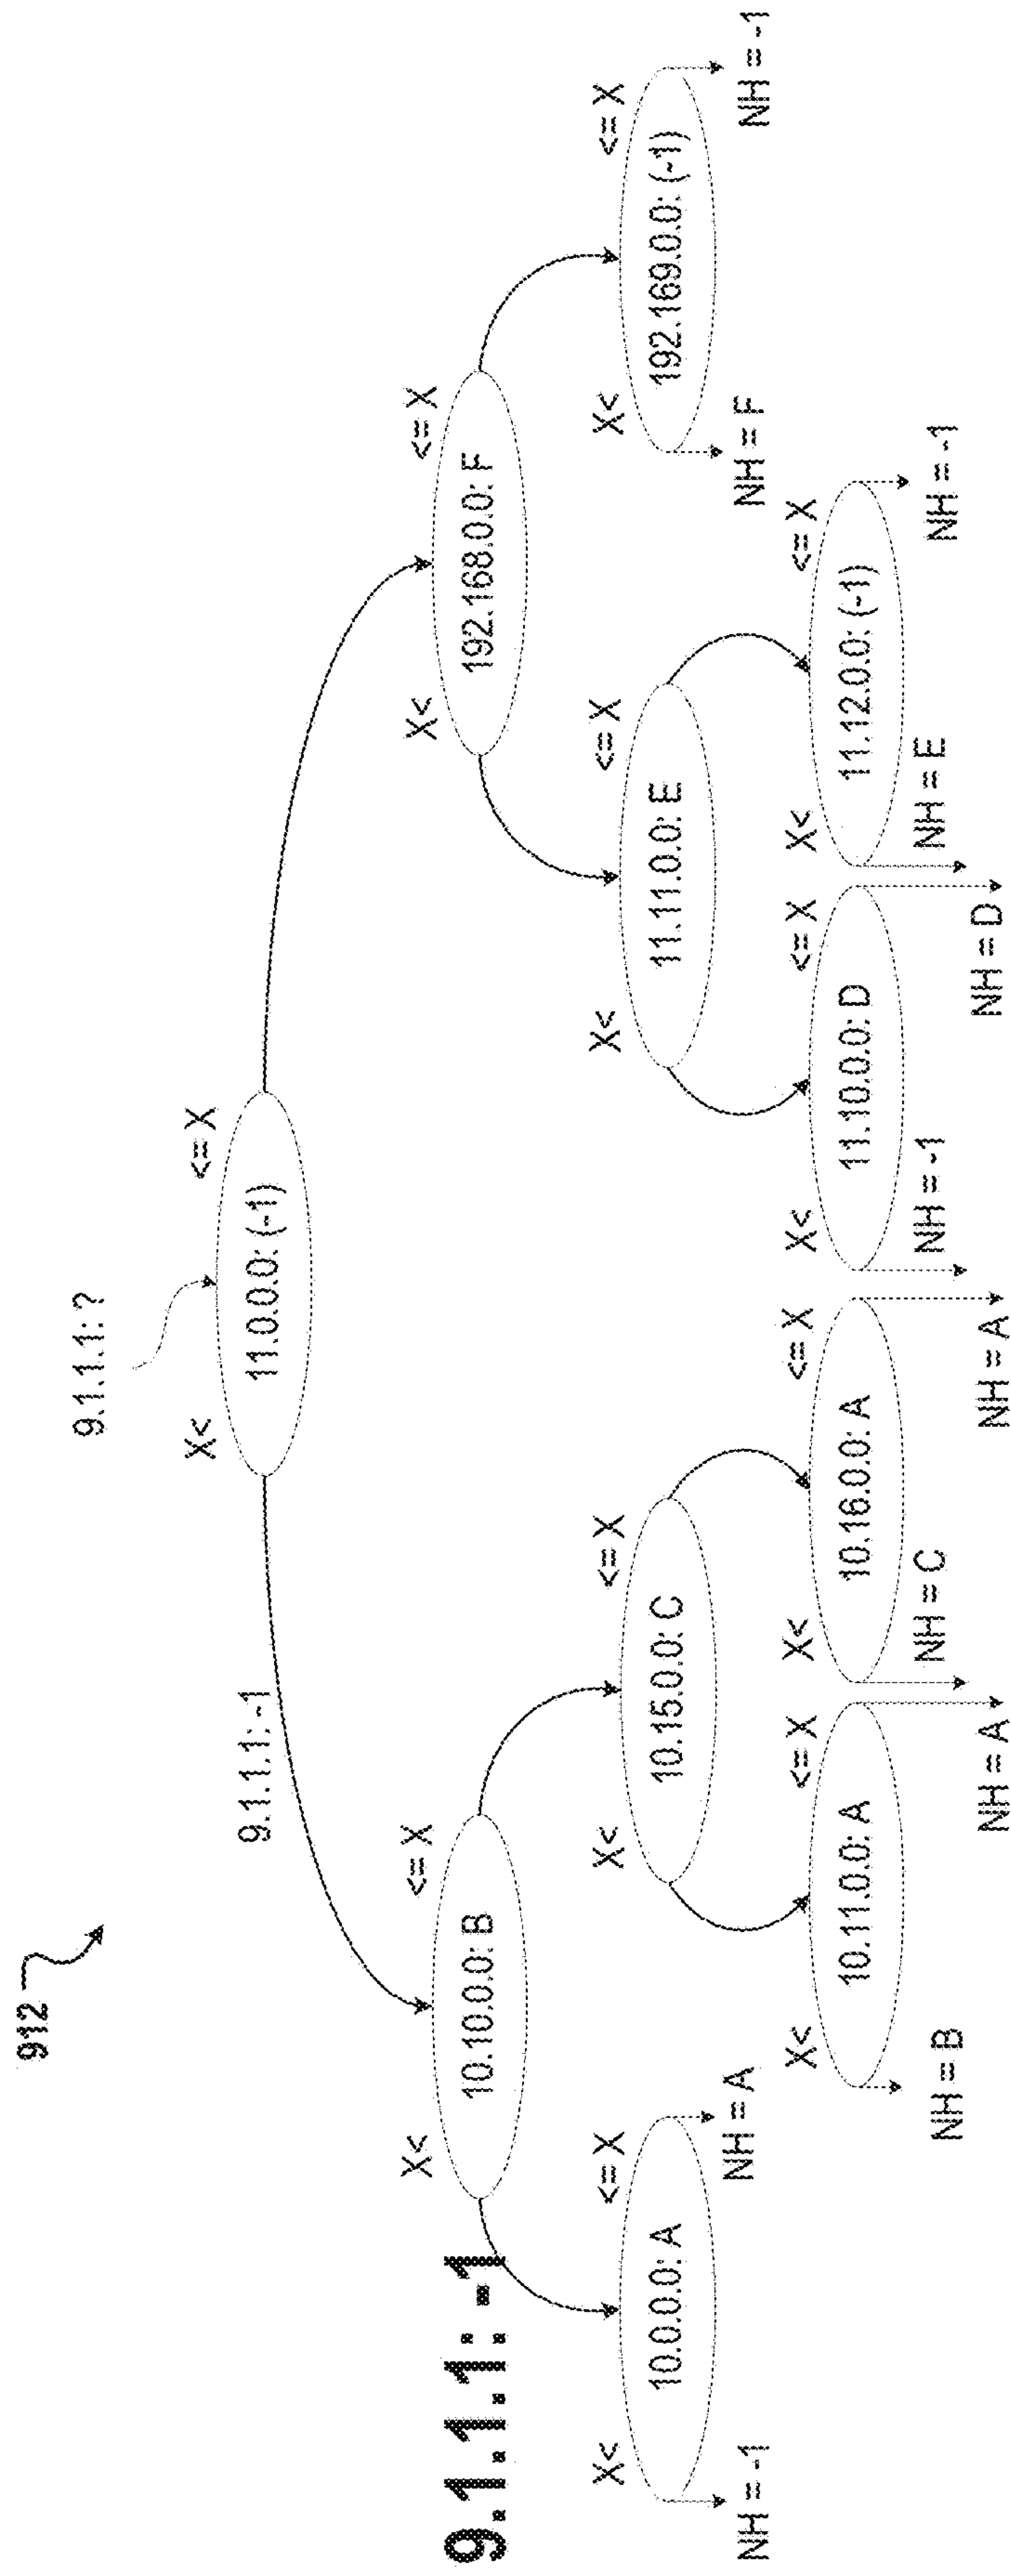 912
9.1.1.1: ?
X<
<= X
11.0.0.0: (-1)
9.1.1.1: -1
X<
<= X
10.10.0.0: B
X<
<= X
192.168.0.0: F
9.1.1.1: -1
X<
<= X
10.0.0.0: A
NH = -1
NH = A
X<
<= X
10.15.0.0: C
X<
<= X
11.11.0.0: E
X<
<= X
192.169.0.0: (-1)
NH = F
NH = -1
X<
<= X
10.11.0.0: A
NH = B
NH = A
X<
<= X
10.16.0.0: A
NH = C
NH = A
X<
<= X
11.10.0.0: D
NH = -1
NH = D
X<
<= X
11.12.0.0: (-1)
NH = E
NH = -1